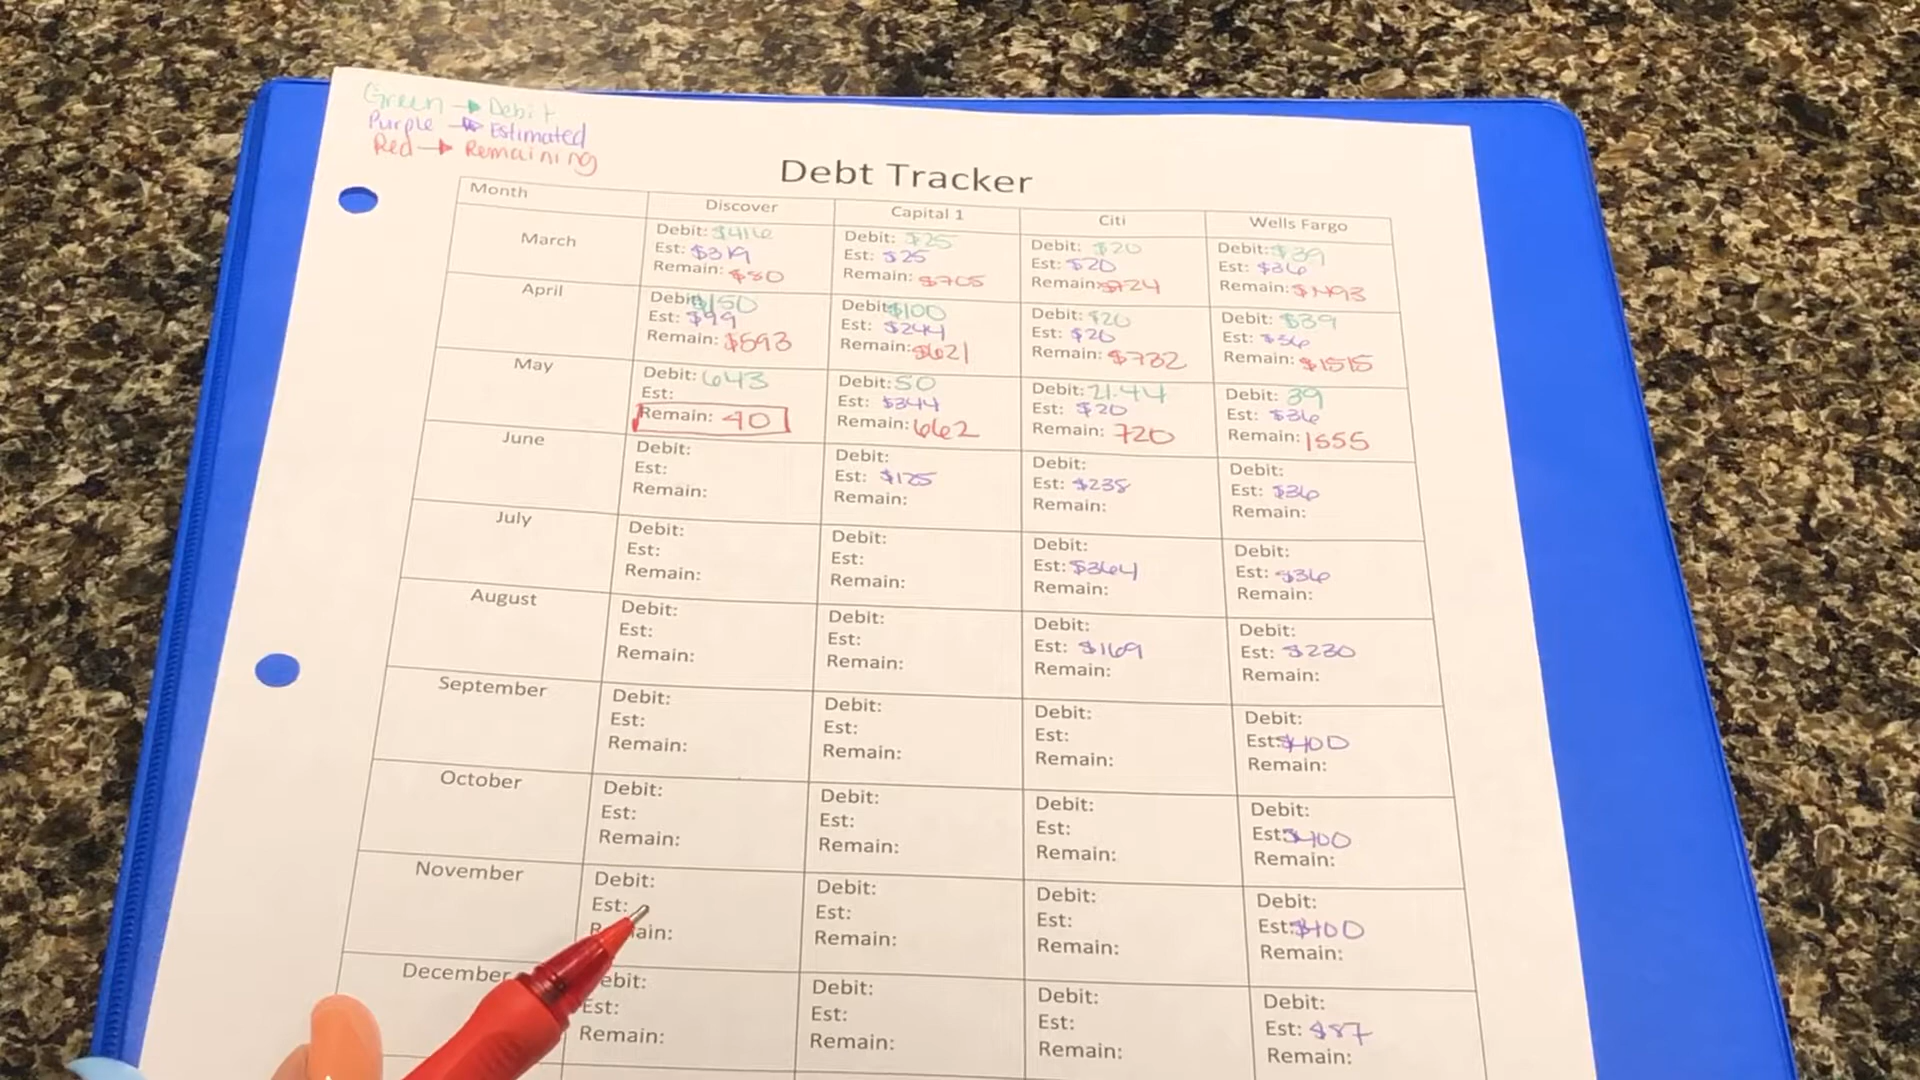 Green → Debit
Purple → Estimated
Red → Remaining
Debt Tracker
Month Discover Capital 1 Citi Wells Fargo
March
Debit: $416 Debit: $25 Debit: $20 Debit: $39
Est: $319 Est: $25 Est: $20 Est: $36
Remain: $80 Remain: $705 Remain: $724 Remain: $1493
April
Debit: $150 Debit: $100 Debit: $20 Debit: $39
Est: $99 Est: $244 Est: $20 Est: $36
Remain: $593 Remain: $621 Remain: $732 Remain: $1515
May
Debit: 643 Debit: 50 Debit: 21.44 Debit: 39
Est: Est: $344 Est: $20 Est: $36
Remain: 40 Remain: 662 Remain: 720 Remain: 1555
June
Debit: Debit: Debit: Debit:
Est: Est: $125 Est: $238 Est: $36
Remain: Remain: Remain: Remain:
July
Debit: Debit: Debit: Debit:
Est: Est: Est: $364 Est: $36
Remain: Remain: Remain: Remain:
August
Debit: Debit: Debit: Debit:
Est: Est: Est: $169 Est: $230
Remain: Remain: Remain: Remain:
September
Debit: Debit: Debit: Debit:
Est: Est: Est: Est: $400
Remain: Remain: Remain: Remain:
October
Debit: Debit: Debit: Debit:
Est: Est: Est: Est: $400
Remain: Remain: Remain: Remain:
November
Debit: Debit: Debit: Debit:
Est: Est: Est: Est: $400
Remain: Remain: Remain:
December
Debit: Debit: Debit:
Est: Est: Est: Est: $87
Remain: Remain: Remain: Remain: